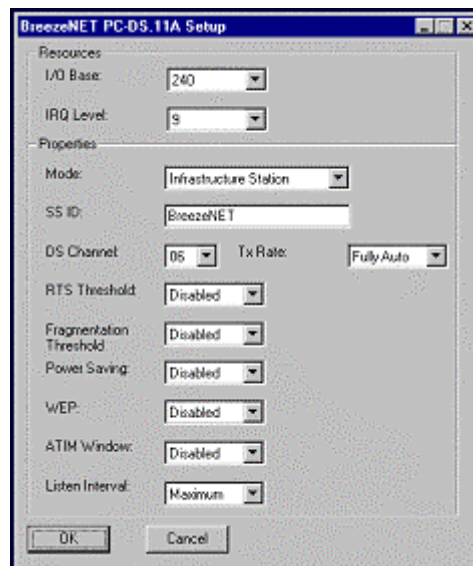 BreezeNET PC-DS.11A Setup
Resources
I/O Base: 240
IRQ Level: 9
Properties
Mode: Infrastructure Station
SS ID: BreezeNET
DS Channel: 06 Tx Rate: Fully Auto
RTS Threshold: Disabled
Fragmentation Threshold Disabled
Power Saving: Disabled
WEP: Disabled
ATIM Window: Disabled
Listen Interval: Maximum
OK Cancel